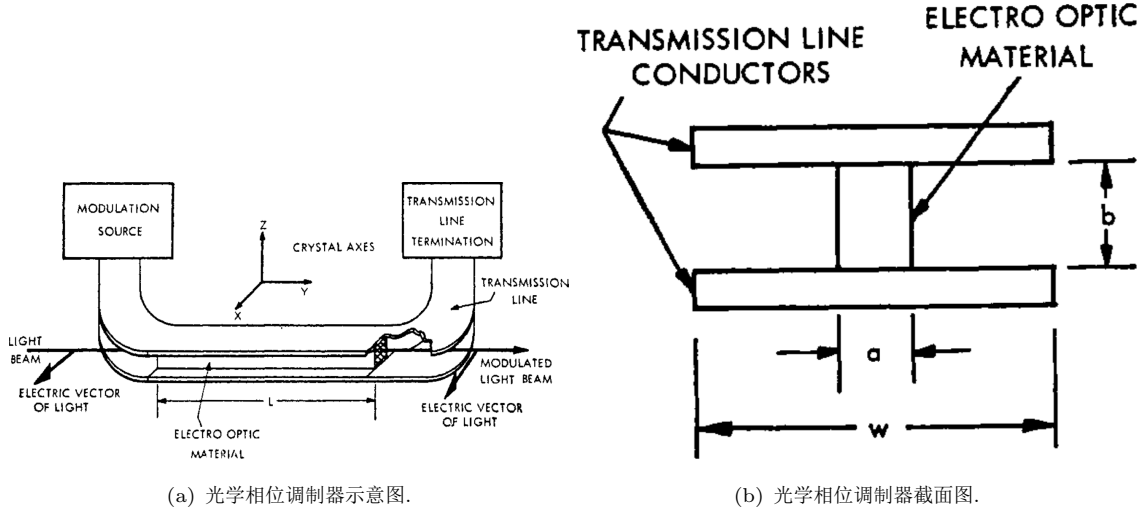 MODULATION
SOURCE
TRANSMISSION
LINE
TERMINATION
CRYSTAL AXES
Z
Y
X
TRANSMISSION
LINE
LIGHT
BEAM
MODULATED
LIGHT BEAM
ELECTRIC VECTOR
OF LIGHT
L
ELECTRIC VECTOR
OF LIGHT
ELECTRO OPTIC
MATERIAL
(a) 光学相位调制器示意图.
TRANSMISSION LINE
CONDUCTORS
ELECTRO OPTIC
MATERIAL
b
a
w
(b) 光学相位调制器截面图.